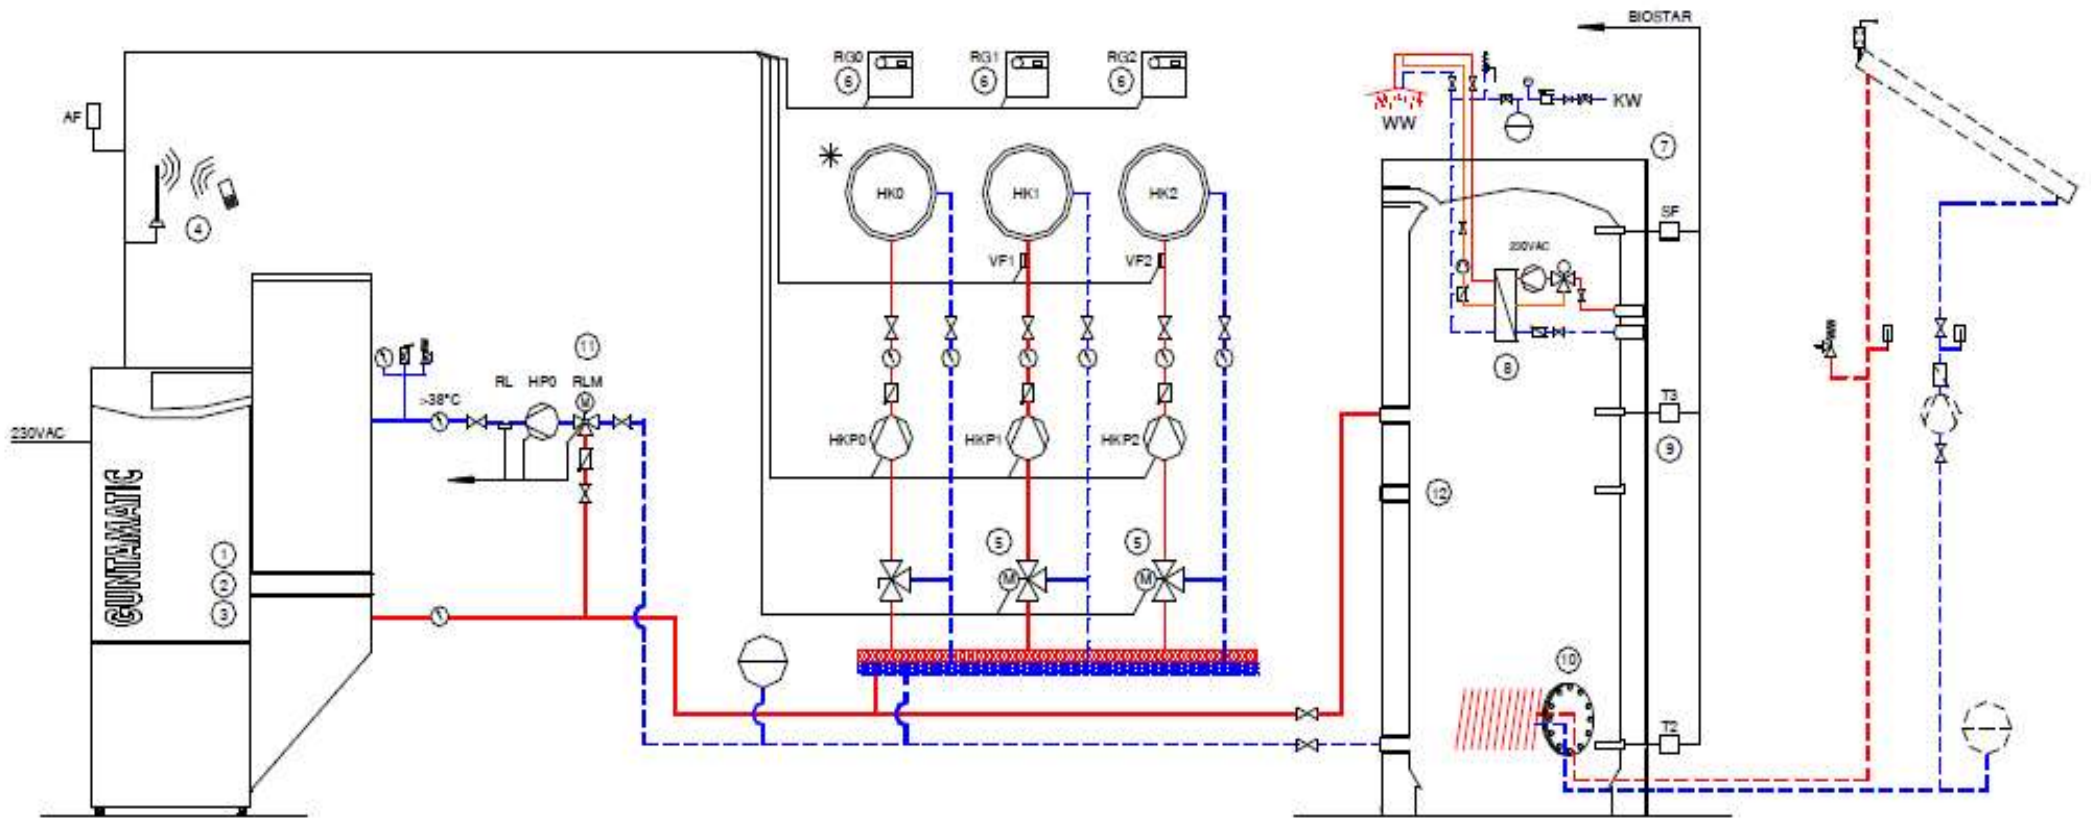 BIOSTAR
RG0
RG1
RG2
6
6
6
AF
WW
KW
7
4
HK0
HK1
HK2
SF
VF1
VF2
230VAC
11
8
RL
HP0
RLM
M
>38°C
T3
230VAC
HKP0
HKP1
HKP2
9
12
GUNTAMATIC
5
5
1
2
3
M
M
10
T2